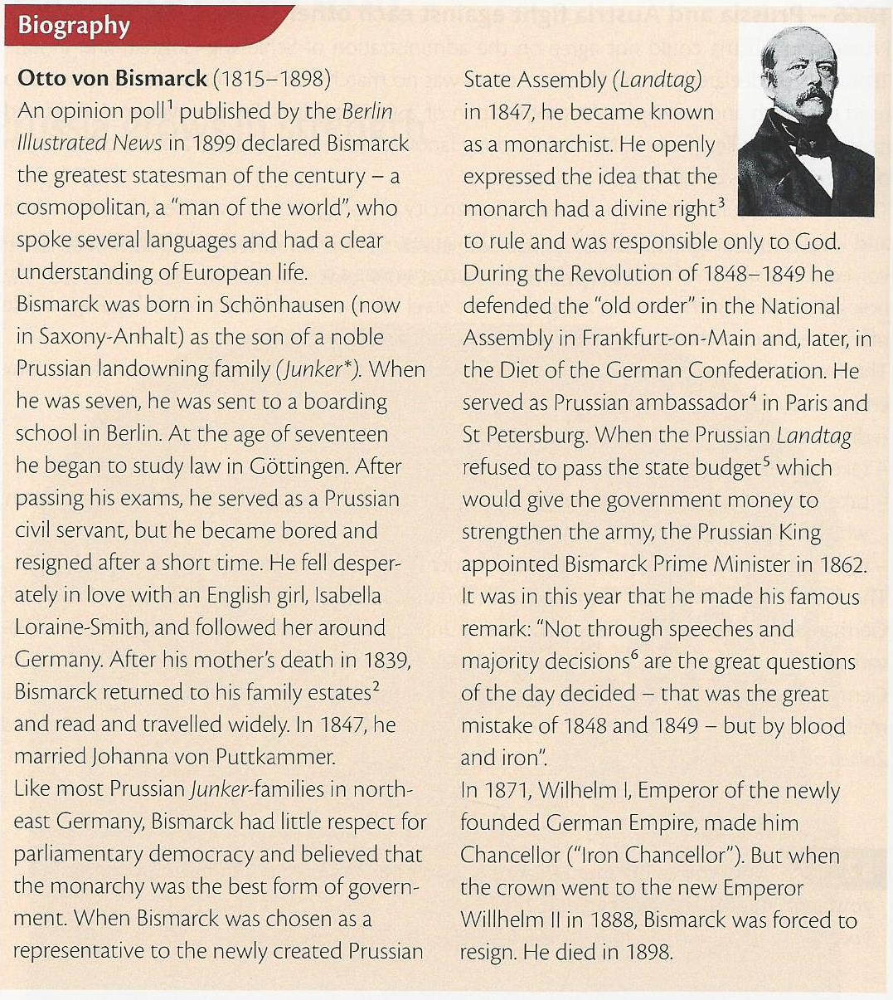 Biography
Otto von Bismarck (1815–1898)
An opinion poll¹ published by the Berlin
Illustrated News in 1899 declared Bismarck
the greatest statesman of the century – a
cosmopolitan, a “man of the world”, who
spoke several languages and had a clear
understanding of European life.
Bismarck was born in Schönhausen (now
in Saxony-Anhalt) as the son of a noble
Prussian landowning family (Junker*). When
he was seven, he was sent to a boarding
school in Berlin. At the age of seventeen
he began to study law in Göttingen. After
passing his exams, he served as a Prussian
civil servant, but he became bored and
resigned after a short time. He fell desper-
ately in love with an English girl, Isabella
Loraine-Smith, and followed her around
Germany. After his mother’s death in 1839,
Bismarck returned to his family estates²
and read and travelled widely. In 1847, he
married Johanna von Puttkammer.
Like most Prussian Junker-families in north-
east Germany, Bismarck had little respect for
parliamentary democracy and believed that
the monarchy was the best form of govern-
ment. When Bismarck was chosen as a
representative to the newly created Prussian
State Assembly (Landtag)
in 1847, he became known
as a monarchist. He openly
expressed the idea that the
monarch had a divine right³
to rule and was responsible only to God.
During the Revolution of 1848–1849 he
defended the “old order” in the National
Assembly in Frankfurt-on-Main and, later, in
the Diet of the German Confederation. He
served as Prussian ambassador⁴ in Paris and
St Petersburg. When the Prussian Landtag
refused to pass the state budget⁵ which
would give the government money to
strengthen the army, the Prussian King
appointed Bismarck Prime Minister in 1862.
It was in this year that he made his famous
remark: “Not through speeches and
majority decisions⁶ are the great questions
of the day decided – that was the great
mistake of 1848 and 1849 – but by blood
and iron”.
In 1871, Wilhelm I, Emperor of the newly
founded German Empire, made him
Chancellor (“Iron Chancellor”). But when
the crown went to the new Emperor
Willhelm II in 1888, Bismarck was forced to
resign. He died in 1898.